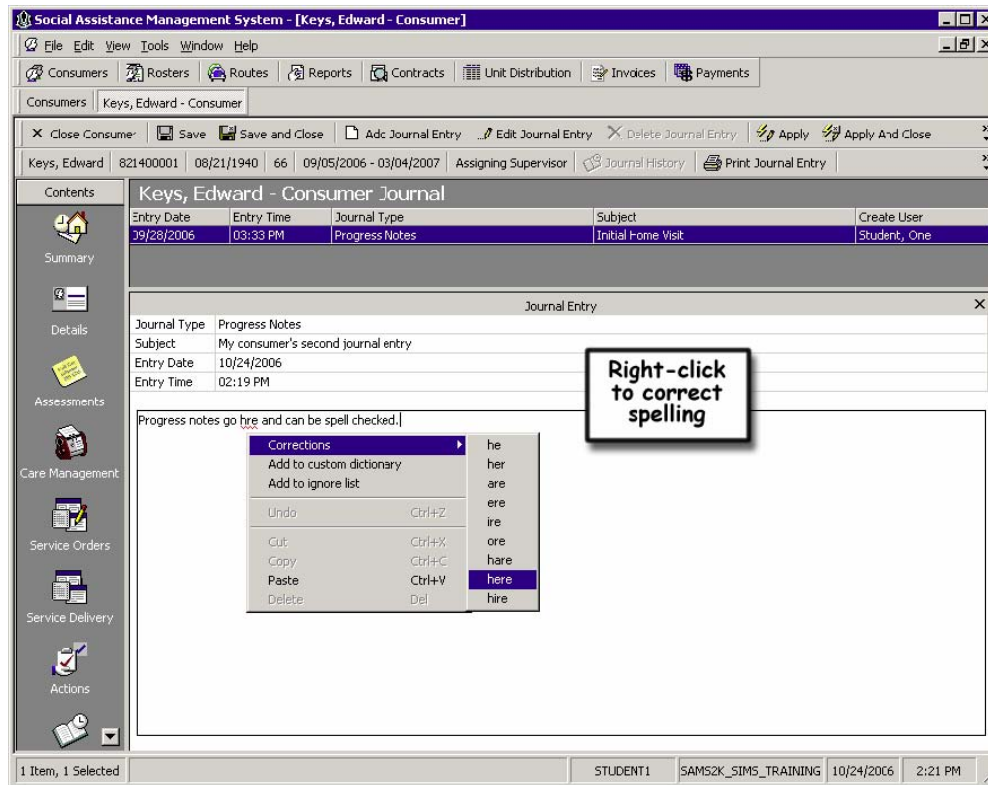 Social Assistance Management System - [Keys, Edward - Consumer]
File Edit View Tools Window Help
Consumers Rosters Routes Reports Contracts Unit Distribution Invoices Payments
Consumers Keys, Edward - Consumer
Close Consumer Save Save and Close Add Journal Entry Edit Journal Entry Delete Journal Entry Apply Apply And Close
Keys, Edward 821400001 08/21/1940 66 09/05/2006 - 03/04/2007 Assigning Supervisor Journal History Print Journal Entry
Contents
Summary
Details
Assessments
Care Management
Service Orders
Service Delivery
Actions
Keys, Edward - Consumer Journal
Entry Date Entry Time Journal Type Subject Create User
09/28/2006 03:33 PM Progress Notes Initial Home Visit Student, One
Journal Entry
Journal Type Progress Notes
Subject My consumer's second journal entry
Entry Date 10/24/2006
Entry Time 02:19 PM
Right-click
to correct
spelling
Progress notes go hre and can be spell checked.
Corrections
Add to custom dictionary
Add to ignore list
Undo Ctrl+Z
Cut Ctrl+X
Copy Ctrl+C
Paste Ctrl+V
Delete Del
he
her
are
ere
ire
ore
hare
here
hire
1 Item, 1 Selected STUDENT1 SAMS2K_SIMS_TRAINING 10/24/2006 2:21 PM